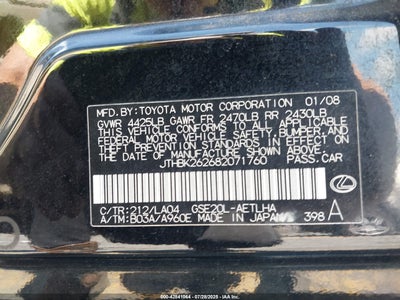 MFD. BY:TOYOTA MOTOR CORPORATION 01/08
GVWR 4425LB GAWR FR 2470LB RR 2430LB
THIS VEHICLE CONFORMS TO ALL APPLICABLE
FEDERAL MOTOR VEHICLE SAFETY, BUMPER, AND
THEFT PREVENTION STANDARDS IN EFFECT ON
THE DATE OF MANUFACTURE SHOWN ABOVE.
JTHBK262682071760 PASS. CAR
C/TR:212/LA04 GSE20L-AETLHA
A/TM:B03A/A960E MADE IN JAPAN 398 A
000-42841044 | 07/28/2025 - IAA Holdings, LLC